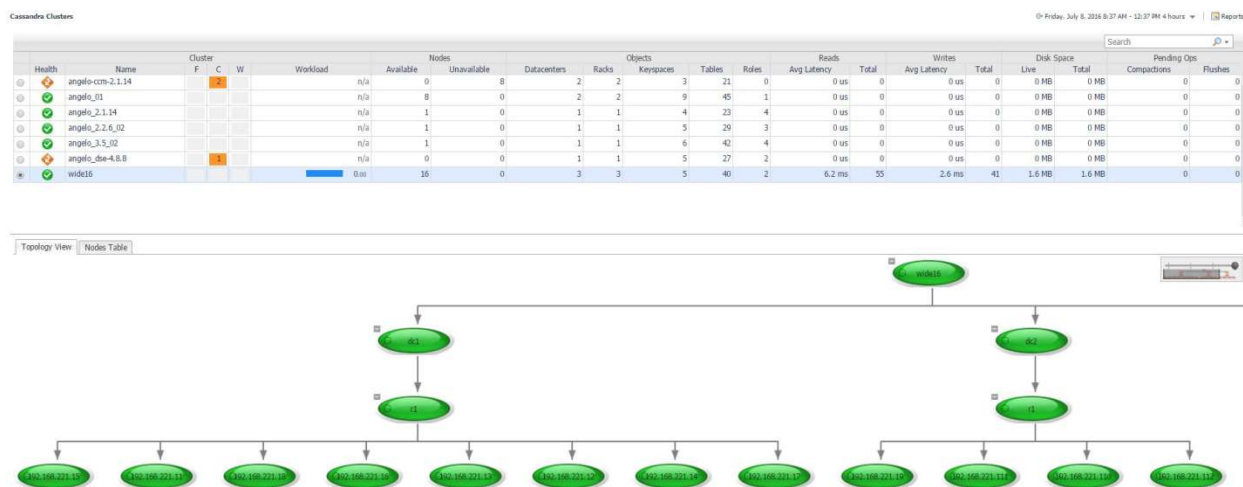 Cassandra Clusters
Friday, July 8, 2016 8:37 AM - 12:37 PM 4 hours Reports
Search
Cluster Nodes Objects Reads Writes Disk Space Pending Ops
Health Name F C W Workload Available Unavailable Datacenters Racks Keyspaces Tables Roles Avg Latency Total Avg Latency Total Live Total Compactions Flushes
angelo-ccm-2.1.14 2 n/a 0 8 2 2 3 21 0 0 us 0 0 us 0 0 MB 0 MB 0 0
angelo_01 n/a 8 0 2 2 9 45 1 0 us 0 0 us 0 0 MB 0 MB 0 0
angelo_2.1.14 n/a 1 0 1 1 4 23 4 0 us 0 0 us 0 0 MB 0 MB 0 0
angelo_2.2.6_02 n/a 1 0 1 1 5 29 3 0 us 0 0 us 0 0 MB 0 MB 0 0
angelo_3.5_02 n/a 1 0 1 1 6 42 4 0 us 0 0 us 0 0 MB 0 MB 0 0
angelo_dse-4.8.8 1 n/a 0 0 1 1 5 27 2 0 us 0 0 us 0 0 MB 0 MB 0 0
wide16 16 0 3 3 5 40 2 6.2 ms 55 2.6 ms 41 1.6 MB 1.6 MB 0 0
Topology View Nodes Table
wide16
dc1 dc2
r1 r1
192.168.221.15 192.168.221.11 192.168.221.18 192.168.221.16 192.168.221.13 192.168.221.12 192.168.221.14 192.168.221.17 192.168.221.19 192.168.221.111 192.168.221.110 192.168.221.112